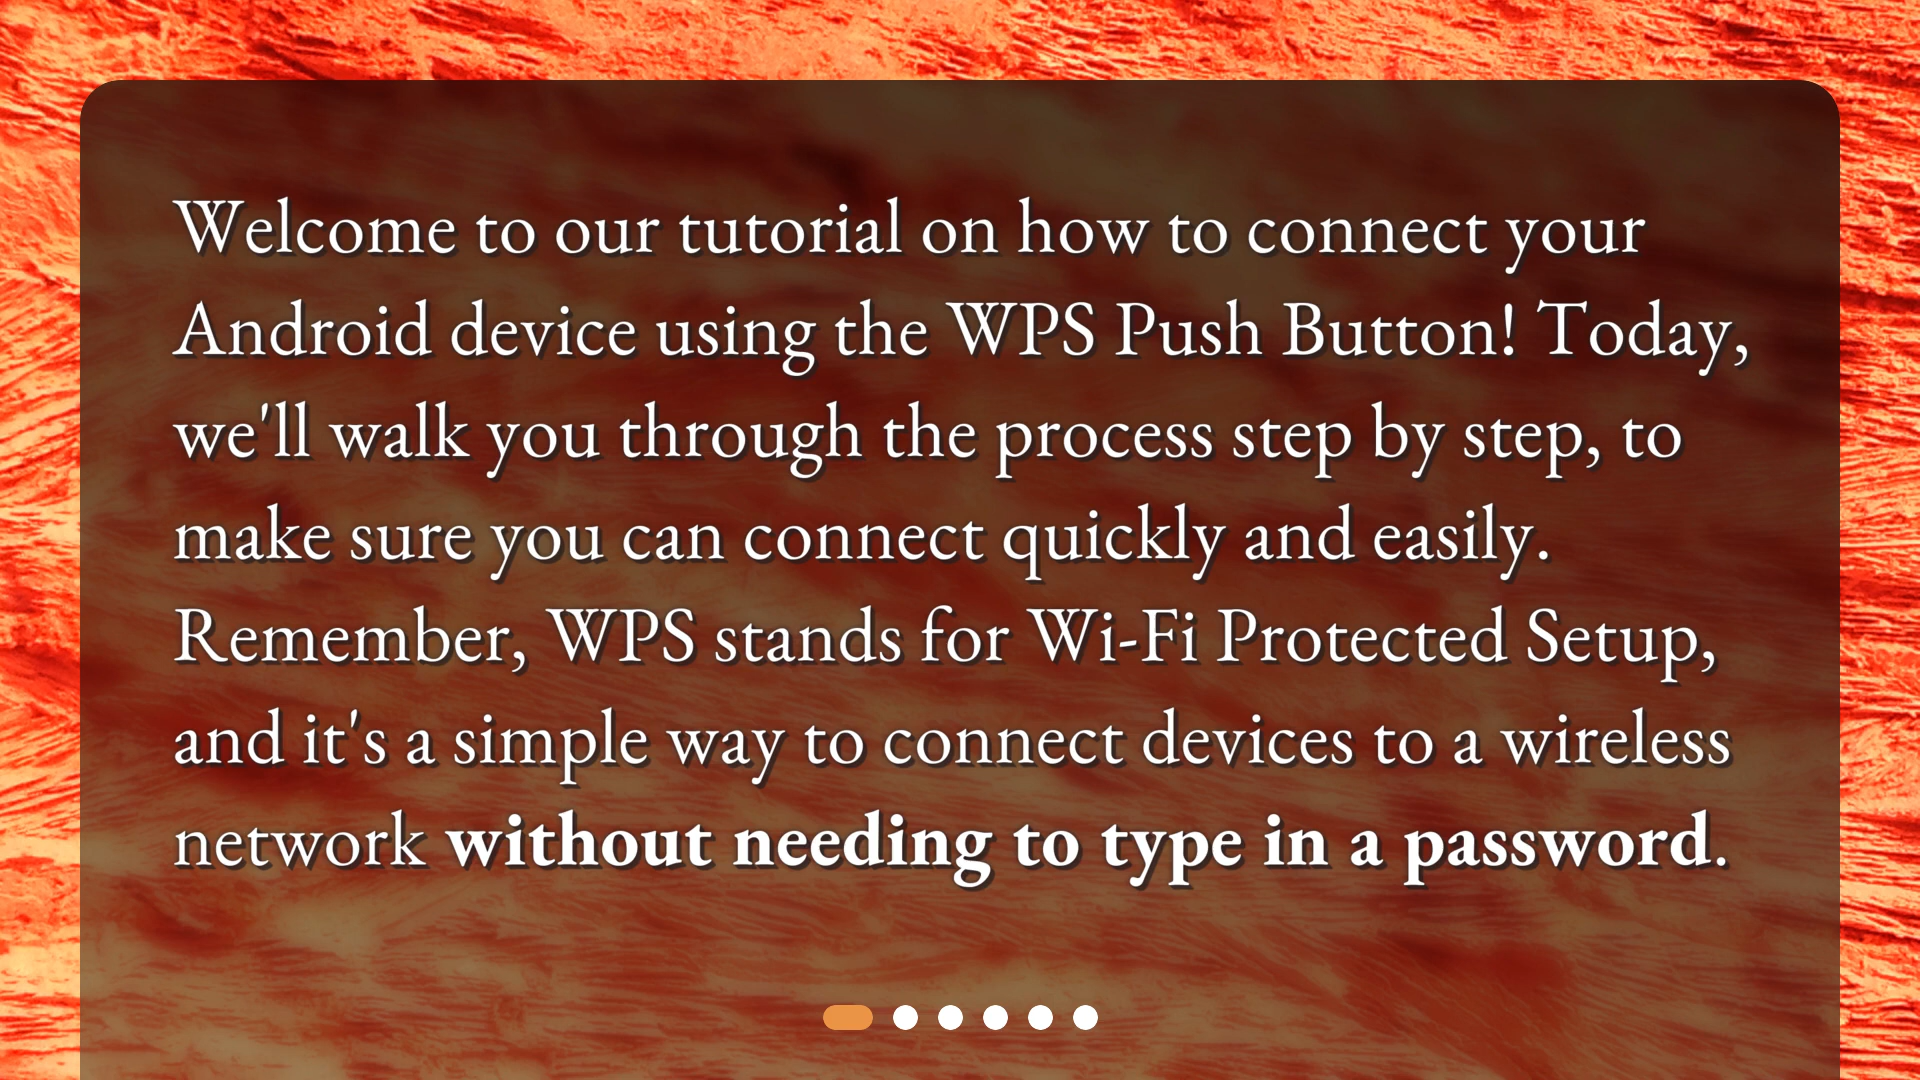 Welcome to our tutorial on how to connect your
Android device using the WPS Push Button! Today,
we'll walk you through the process step by step, to
make sure you can connect quickly and easily.
Remember, WPS stands for Wi-Fi Protected Setup,
and it's a simple way to connect devices to a wireless
network without needing to type in a password.